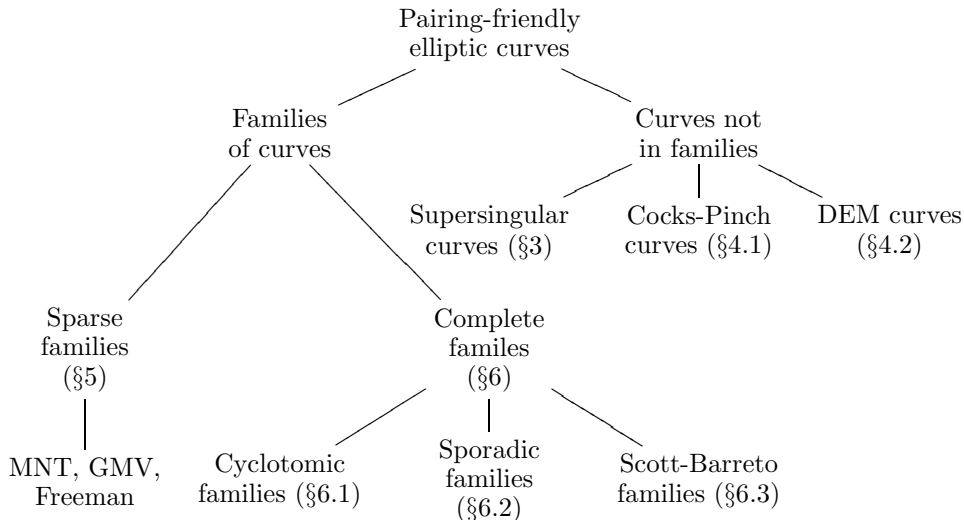 Pairing-friendly
elliptic curves
Families
of curves
Curves not
in families
Supersingular
curves (§3)
Cocks-Pinch
curves (§4.1)
DEM curves
(§4.2)
Sparse
families
(§5)
Complete
familes
(§6)
MNT, GMV,
Freeman
Cyclotomic
families (§6.1)
Sporadic
families
(§6.2)
Scott-Barreto
families (§6.3)